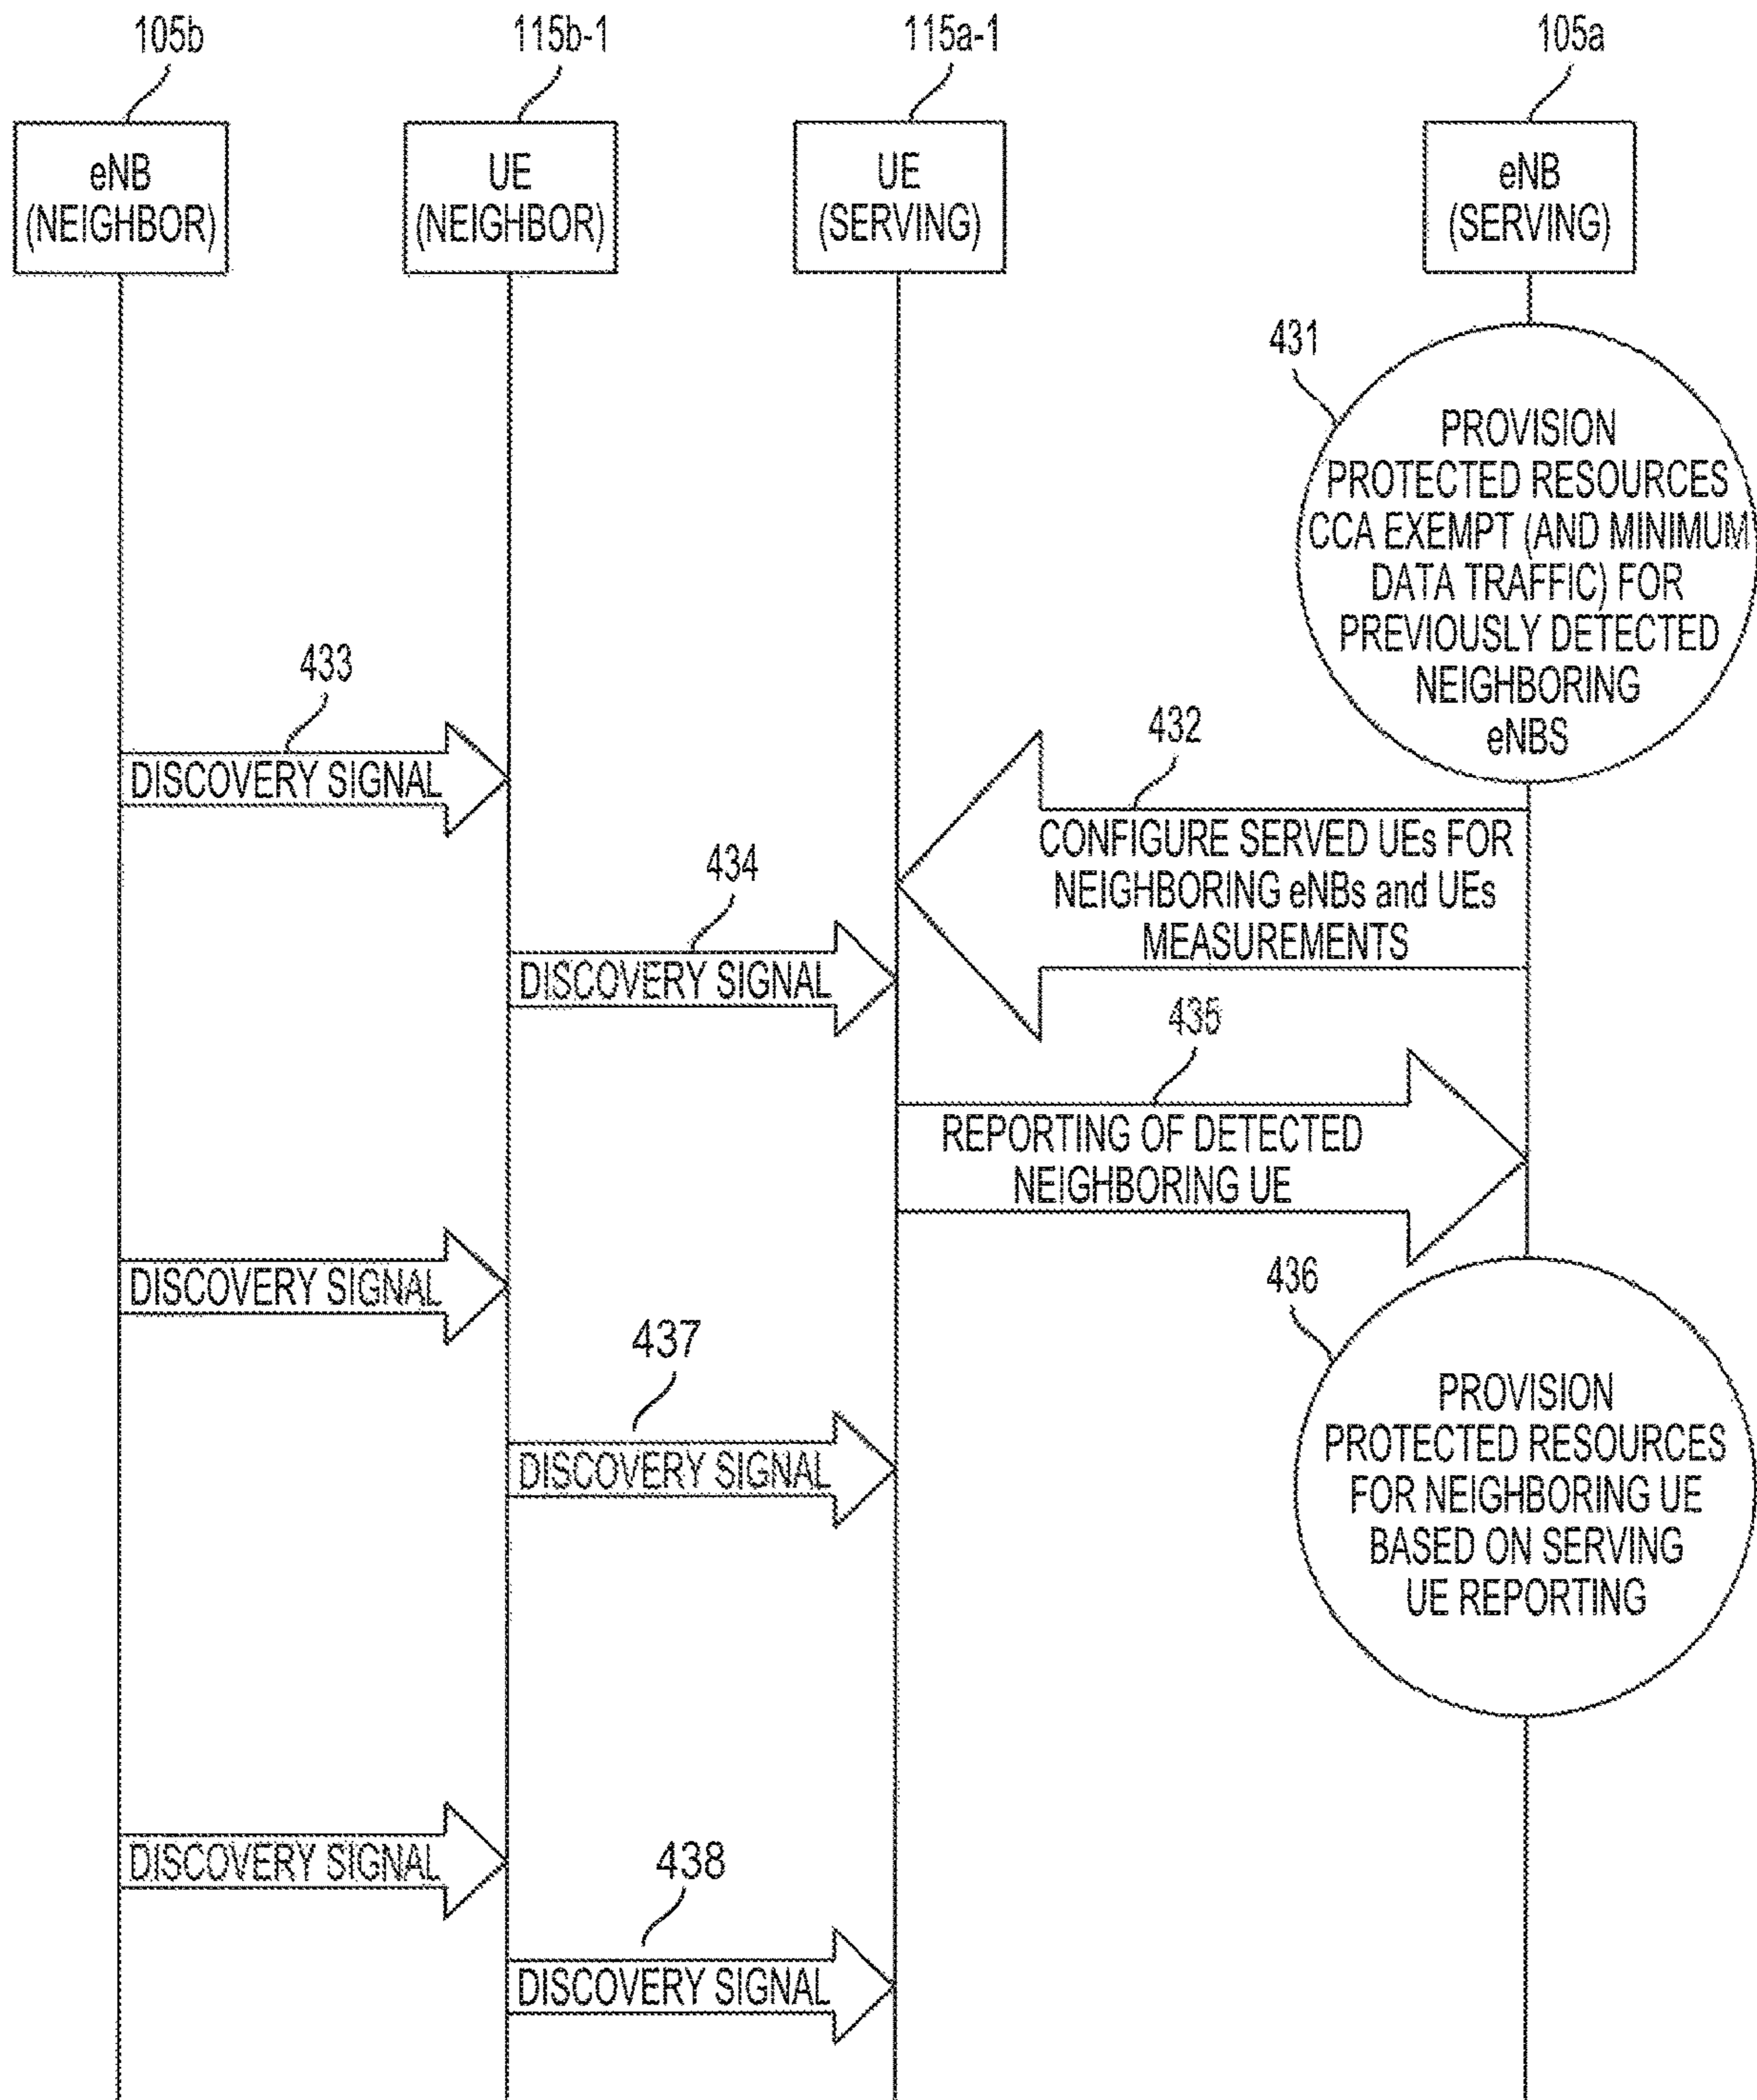 105b
115b-1
115a-1
105a
eNB
(NEIGHBOR)
UE
(NEIGHBOR)
UE
(SERVING)
eNB
(SERVING)
431
PROVISION
PROTECTED RESOURCES
CCA EXEMPT (AND MINIMUM
DATA TRAFFIC) FOR
PREVIOUSLY DETECTED
NEIGHBORING
eNBS
433
DISCOVERY SIGNAL
432
CONFIGURE SERVED UEs FOR
NEIGHBORING eNBs and UEs
MEASUREMENTS
434
DISCOVERY SIGNAL
435
REPORTING OF DETECTED
NEIGHBORING UE
DISCOVERY SIGNAL
436
PROVISION
PROTECTED RESOURCES
FOR NEIGHBORING UE
BASED ON SERVING
UE REPORTING
437
DISCOVERY SIGNAL
DISCOVERY SIGNAL
438
DISCOVERY SIGNAL